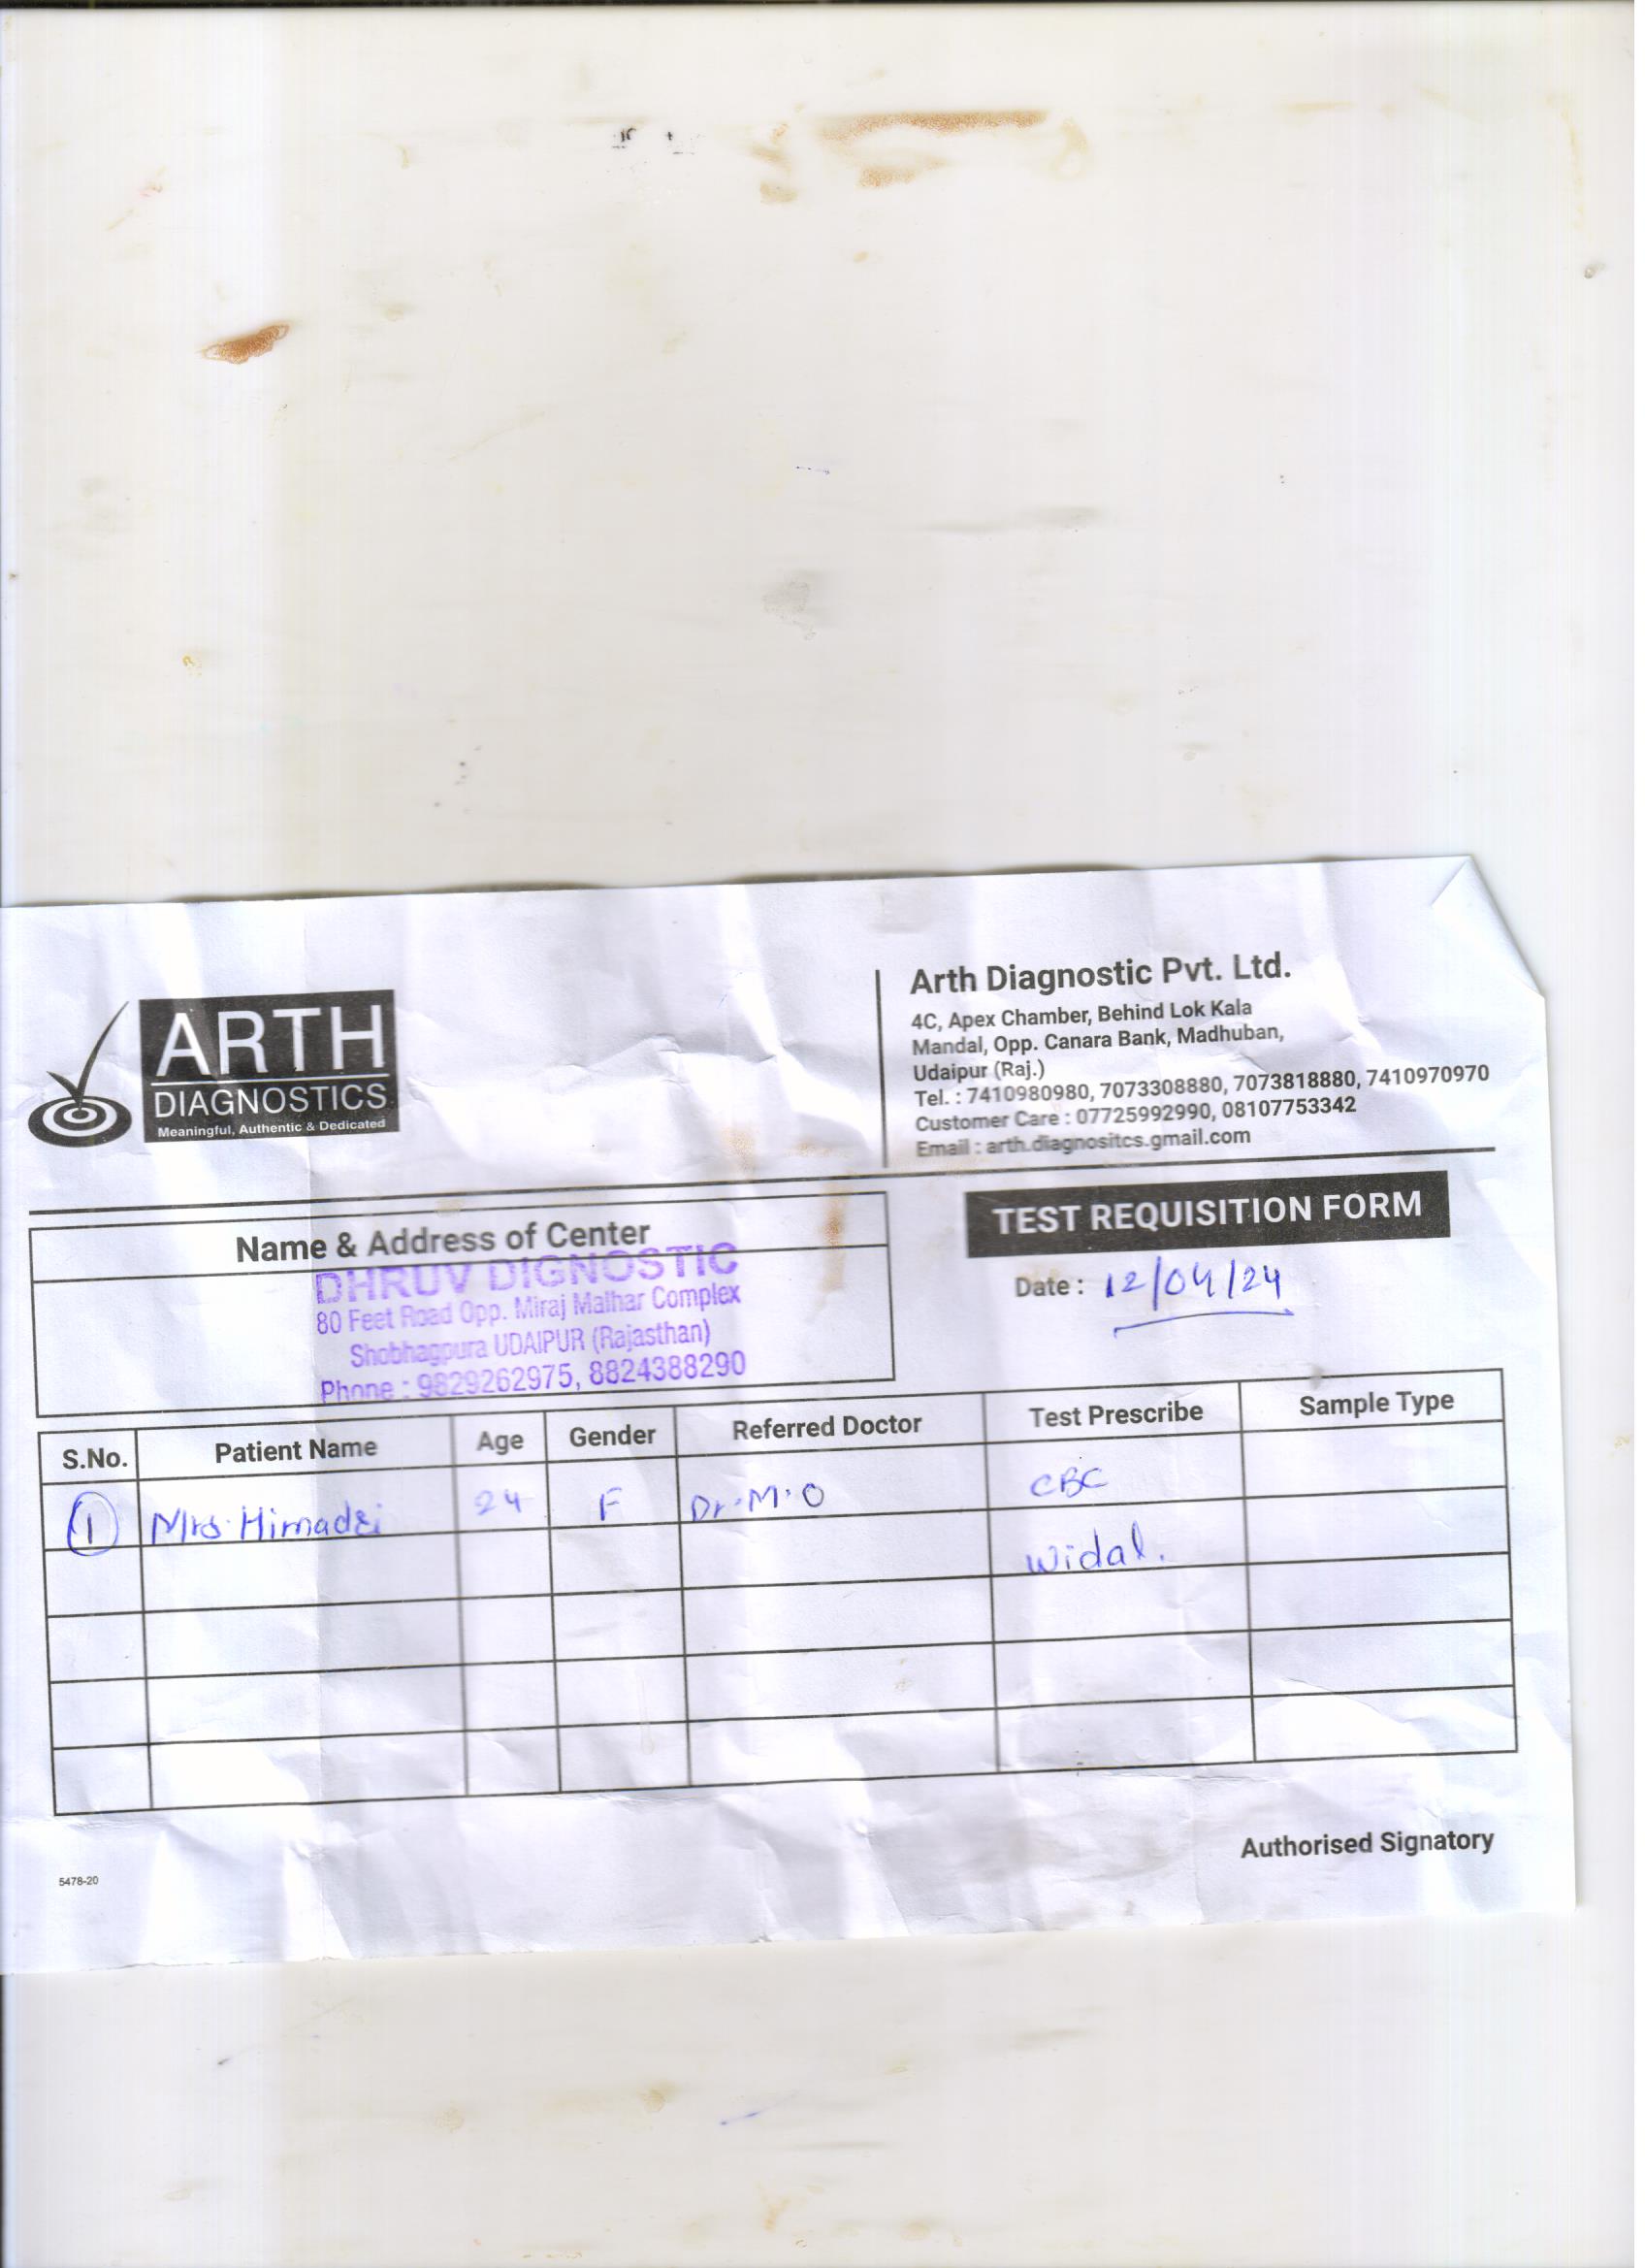 ARTH
DIAGNOSTICS
Meaningful, Authentic & Dedicated
Arth Diagnostic Pvt. Ltd.
4C, Apex Chamber, Behind Lok Kala
Mandal, Opp. Canara Bank, Madhuban,
Udaipur (Raj.)
Tel. : 7410980980, 7073308880, 7073818880, 7410970970
Customer Care : 07725992990, 08107753342
Email : arth.diagnositcs.gmail.com
Name & Address of Center
DHRUV DIGNOSTIC
80 Feet Road Opp. Miraj Malhar Complex
Shobhagpura UDAIPUR (Rajasthan)
Phone : 9829262975, 8824388290
TEST REQUISITION FORM
Date : 12/04/24
S.No. Patient Name Age Gender Referred Doctor Test Prescribe Sample Type
1 Mrs. Himadri 24 F Dr. M. O CBC
Widal.
Authorised Signatory
5478-20